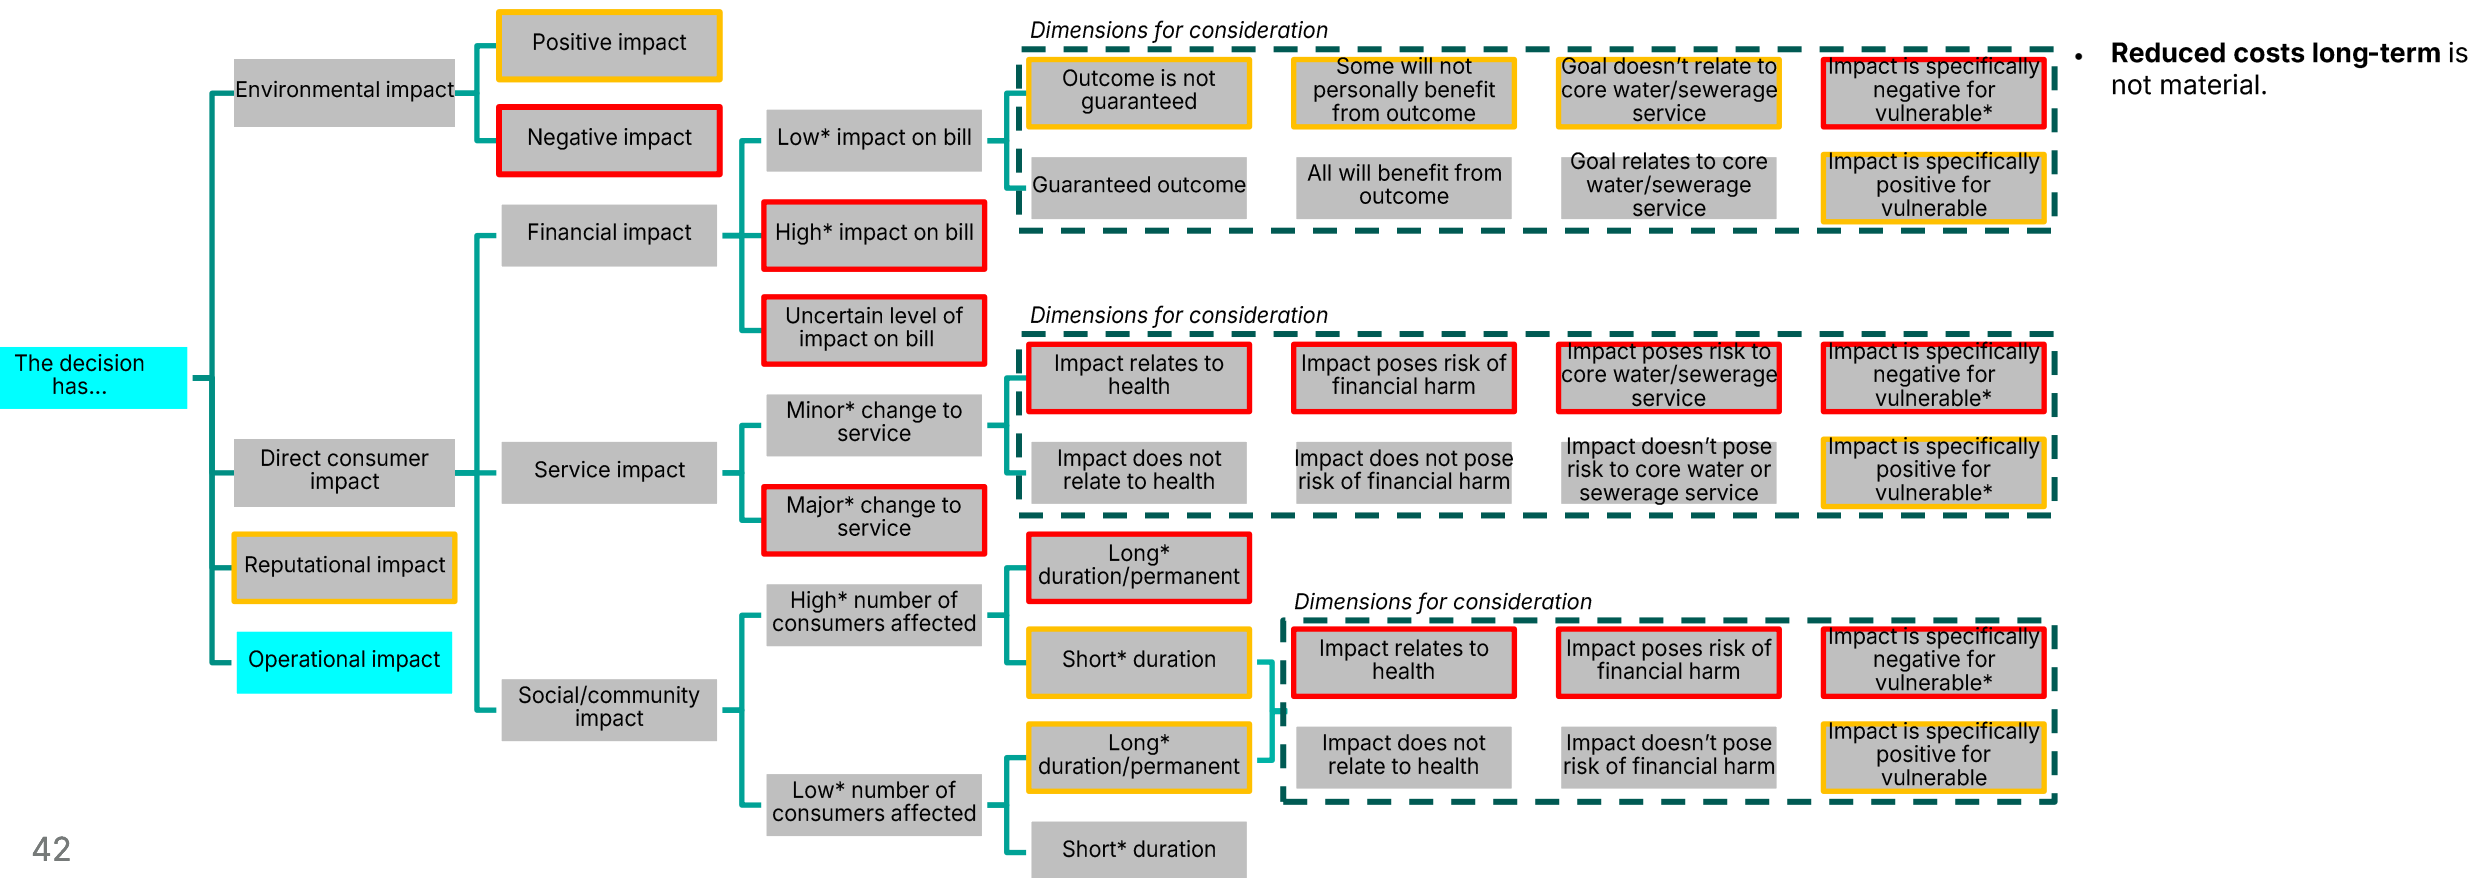 Dimensions for consideration
Positive impact
Environmental impact
Negative impact
Outcome is not
guaranteed
Some will not
personally benefit
from outcome
Goal doesn't relate to
core water/sewerage
service
Impact is specifically
negative for
vulnerable*
• Reduced costs long-term is
not material.
Low* impact on bill
Guaranteed outcome
All will benefit from
outcome
Goal relates to core
water/sewerage
service
Impact is specifically
positive for
vulnerable
Financial impact
High* impact on bill
Uncertain level of
impact on bill
Dimensions for consideration
The decision
has...
Impact relates to
health
Impact poses risk of
financial harm
Impact poses risk to
core water/sewerage
service
Impact is specifically
negative for
vulnerable*
Minor* change to
service
Direct consumer
impact
Service impact
Impact does not
relate to health
Impact does not pose
risk of financial harm
Impact doesn't pose
risk to core water or
sewerage service
Impact is specifically
positive for
vulnerable*
Major* change to
service
Reputational impact
Long*
duration/permanent
High* number of
consumers affected
Dimensions for consideration
Operational impact
Short* duration
Impact relates to
health
Impact poses risk of
financial harm
Impact is specifically
negative for
vulnerable*
Social/community
impact
Long*
duration/permanent
Impact does not
relate to health
Impact doesn't pose
risk of financial harm
Impact is specifically
positive for
vulnerable
Low* number of
consumers affected
Short* duration
42